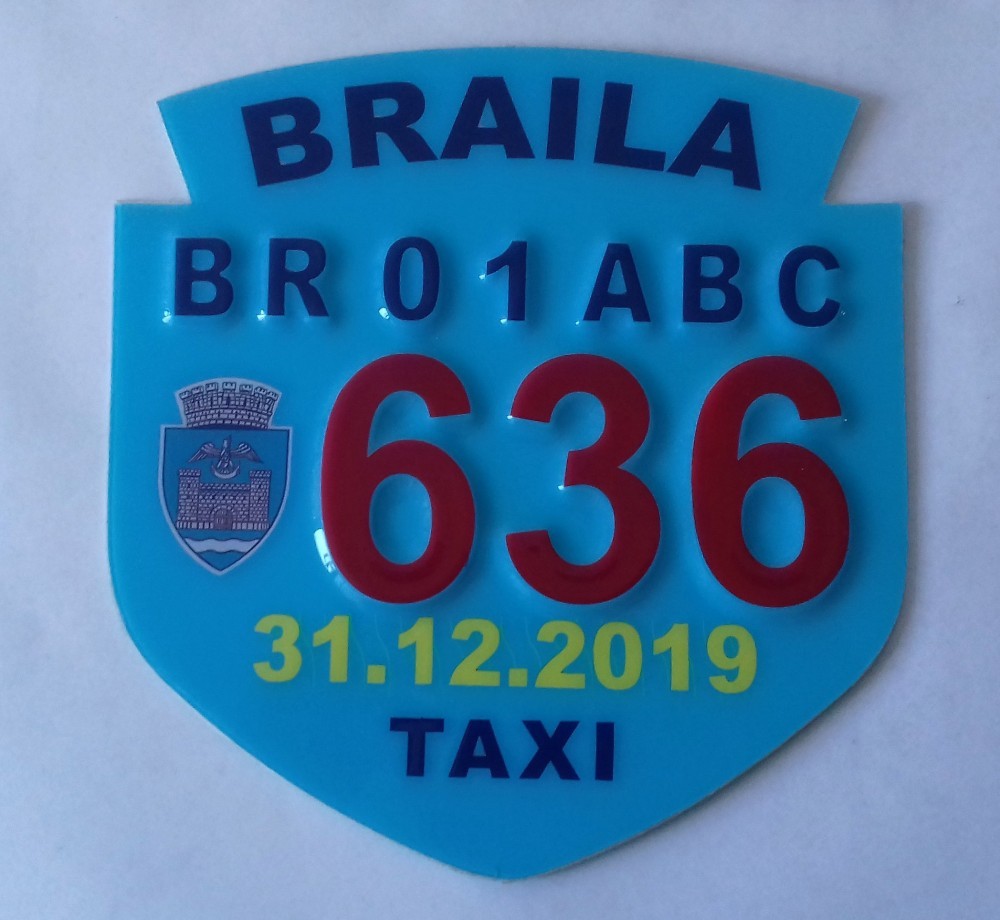 BRAILA
BR 01 ABC
636
31.12.2019
TAXI